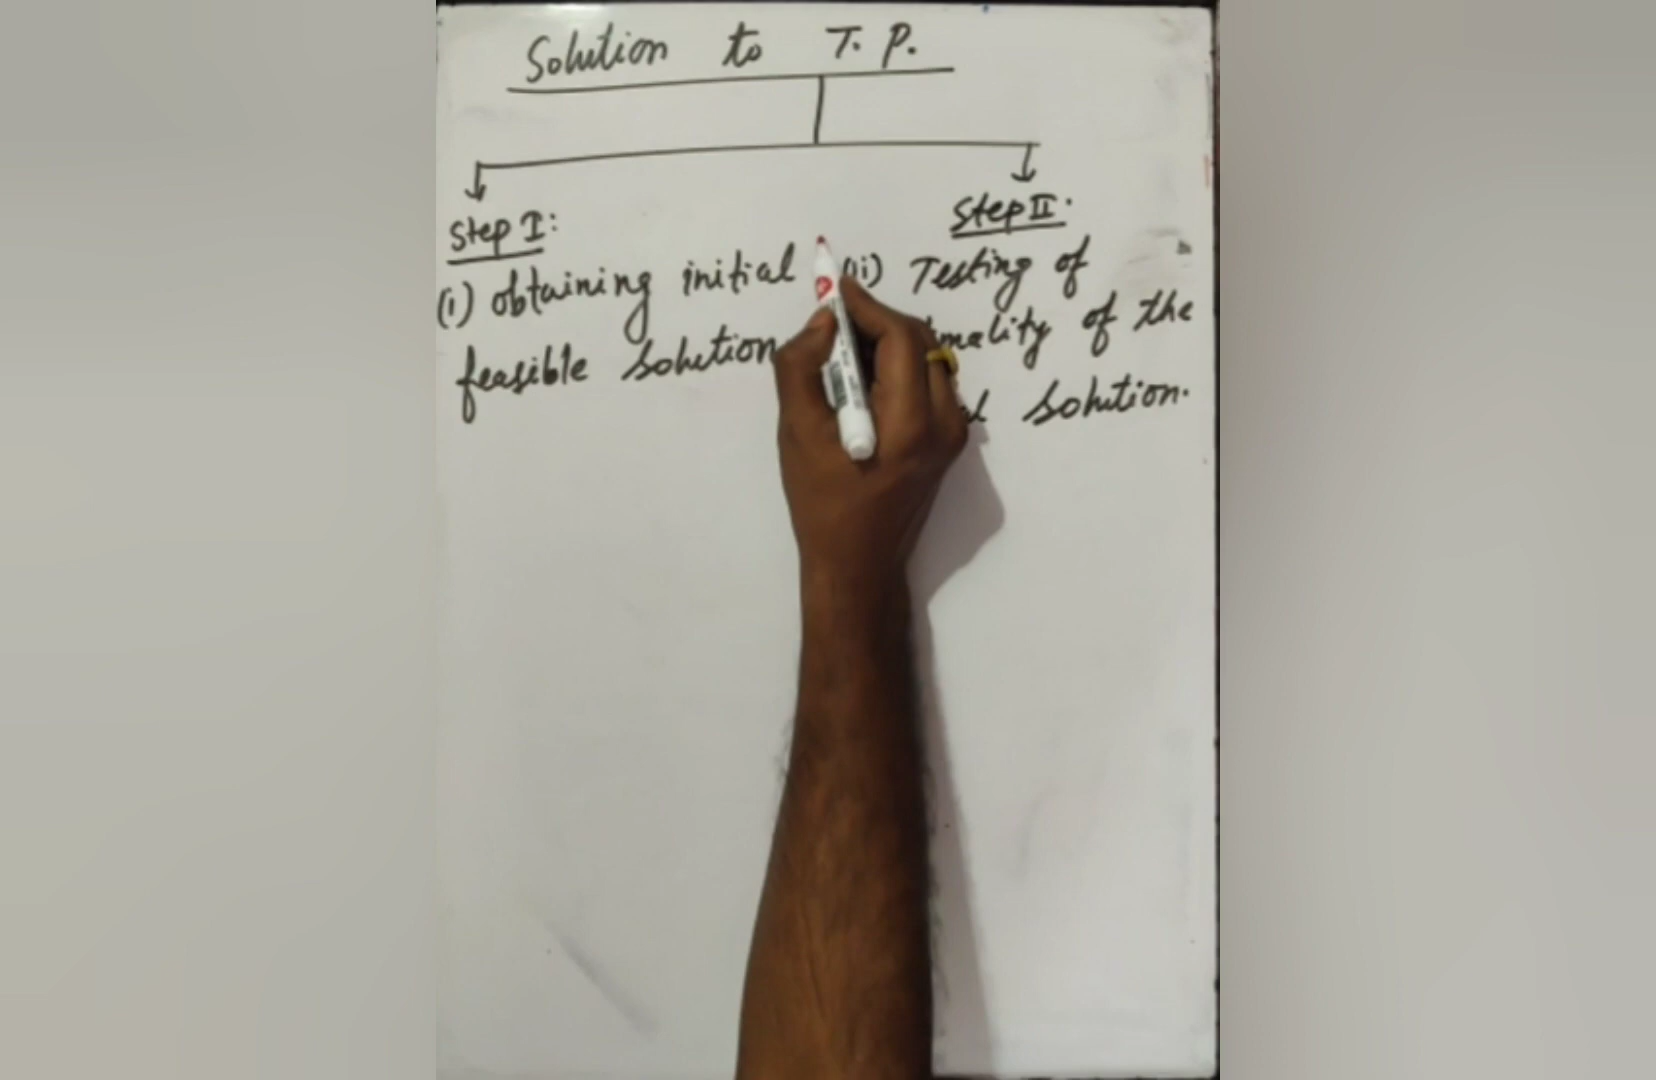 Solution to T. P.
Step I:
(i) obtaining initial
feasible solution
Step II.
(ii) Testing of
of the
solution.